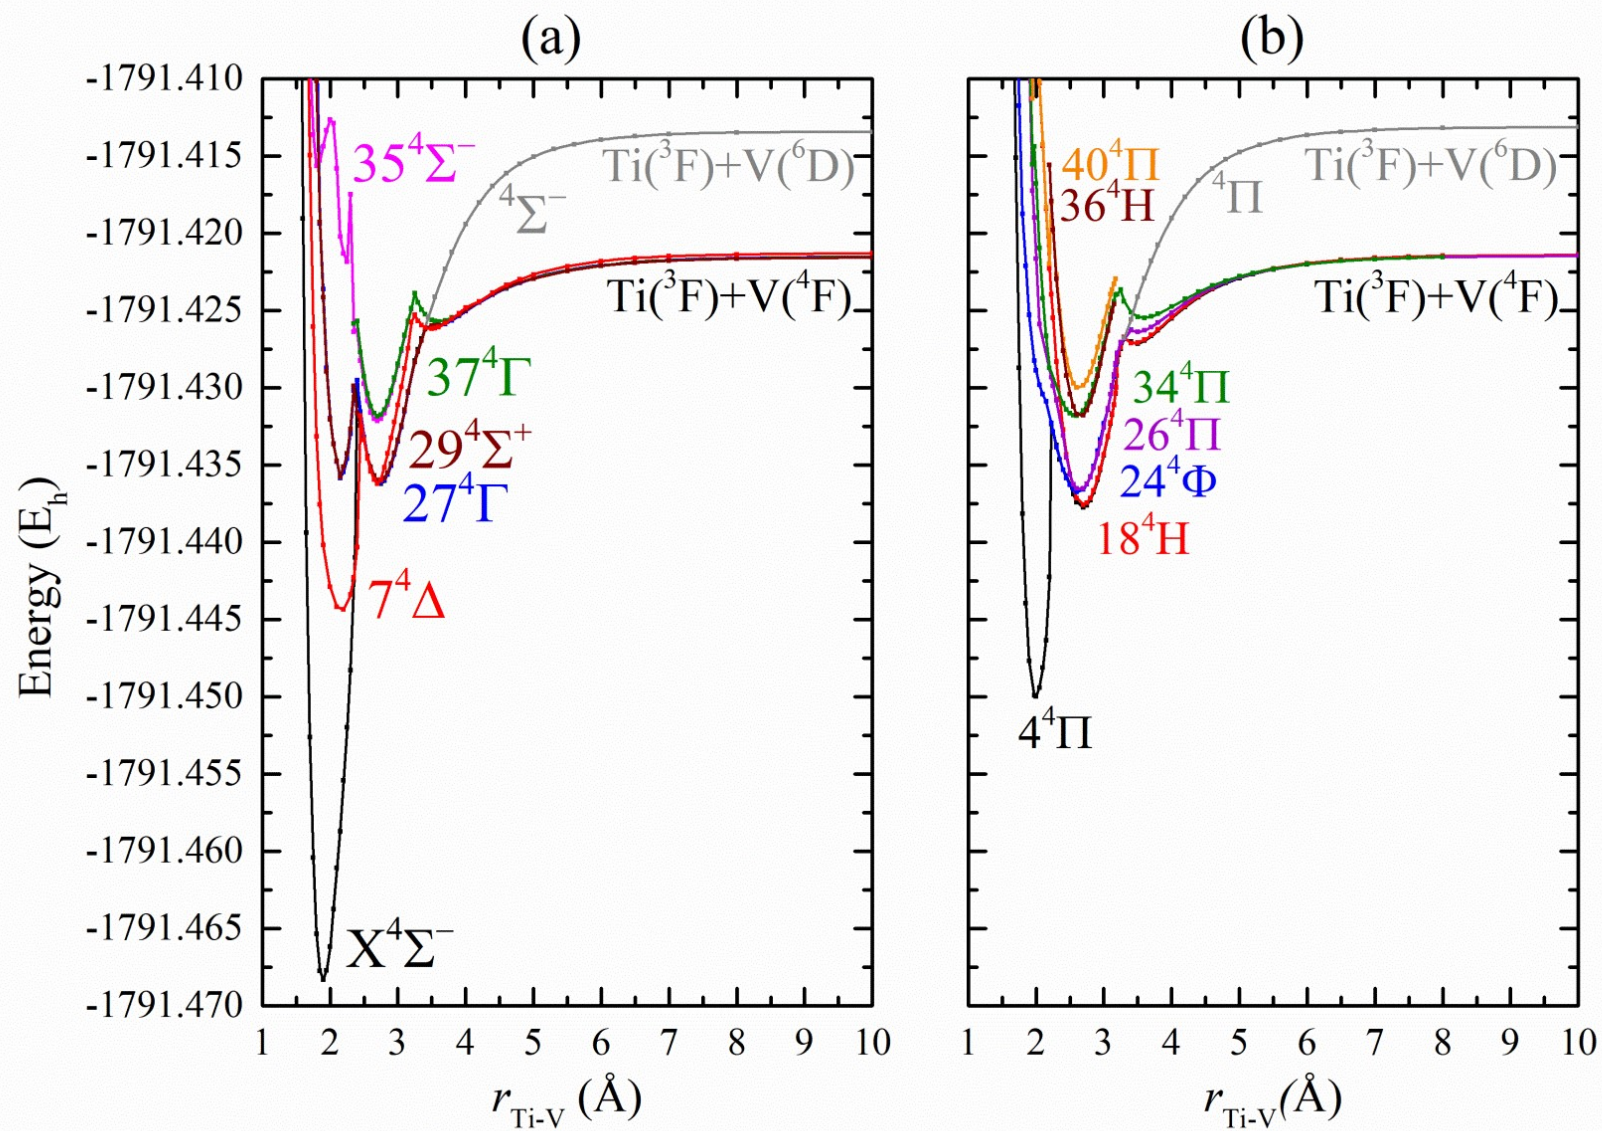 (a)
(b)
Energy (E_h)
-1791.410
-1791.415
-1791.420
-1791.425
-1791.430
-1791.435
-1791.440
-1791.445
-1791.450
-1791.455
-1791.460
-1791.465
-1791.470
35⁴Σ⁻
⁴Σ⁻
Ti(³F)+V(⁶D)
Ti(³F)+V(⁴F)
37⁴Γ
29⁴Σ⁺
27⁴Γ
7⁴Δ
X⁴Σ⁻
1 2 3 4 5 6 7 8 9 10
r_Ti-V (Å)
40⁴Π
36⁴H
⁴Π
Ti(³F)+V(⁶D)
Ti(³F)+V(⁴F)
34⁴Π
26⁴Π
24⁴Φ
18⁴H
4⁴Π
1 2 3 4 5 6 7 8 9 10
r_Ti-V(Å)